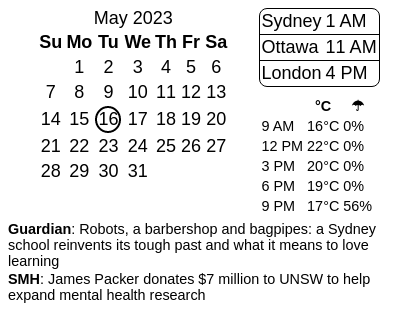 May 2023
Su Mo Tu We Th Fr Sa
1 2 3 4 5 6
7 8 9 10 11 12 13
14 15 16 17 18 19 20
21 22 23 24 25 26 27
28 29 30 31
Sydney 1 AM
Ottawa 11 AM
London 4 PM
°C ☂
9 AM 16°C 0%
12 PM 22°C 0%
3 PM 20°C 0%
6 PM 19°C 0%
9 PM 17°C 56%
Guardian: Robots, a barbershop and bagpipes: a Sydney
school reinvents its tough past and what it means to love
learning
SMH: James Packer donates $7 million to UNSW to help
expand mental health research